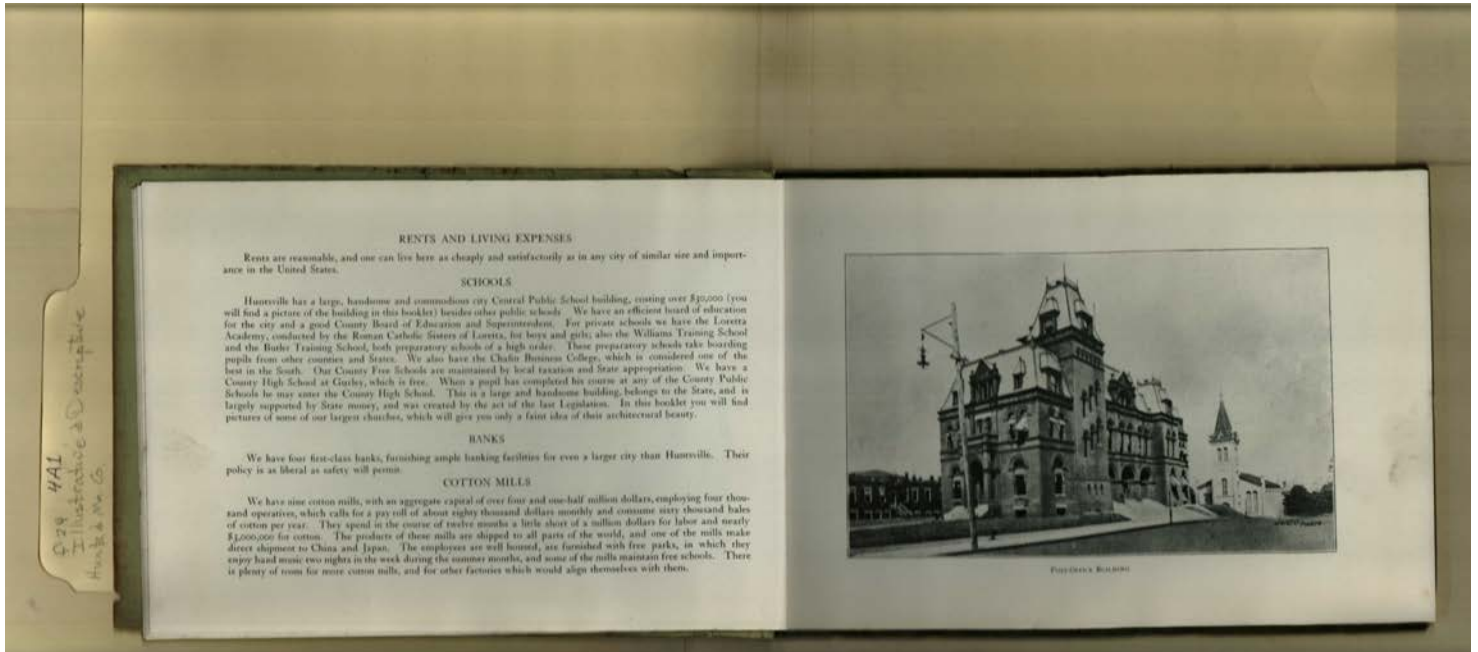 RENTS AND LIVING EXPENSES
Rents are reasonable, and one can live here as cheaply and satisfactorily as in any city of similar size and import-
ance in the United States.
SCHOOLS
Huntsville has a large, handsome and commodious city Central Public School building, costing over $30,000 (you
will find a picture of the building in this booklet) besides other public schools We have an efficient board of education
for the city and a good County Board of Education and Superintendent. For private schools we have the Loretta
Academy, conducted by the Roman Catholic Sisters of Loretta, for boys and girls; also the Williams Training School
and the Butler Training School, both preparatory schools of a high order. These preparatory schools take boarding
pupils from other counties and States. We also have the Chafin Business College, which is considered one of the
best in the South. Our County Free Schools are maintained by local taxation and State appropriation We have a
County High School at Gurley, which is free. When a pupil has completed his course at any of the County Public
Schools he may enter the County High School. This is a large and handsome building, belongs to the State, and is
largely supported by State money, and was created by the act of the last Legislation. In this booklet you will find
pictures of some of our largest churches, which will give you only a faint idea of their architectural beauty.
BANKS
We have four first-class banks, furnishing ample banking facilities for even a larger city than Huntsville. Their
policy is as liberal as safety will permit.
COTTON MILLS
We have nine cotton mills, with an aggregate capital of over four and one-half million dollars, employing four thou-
sand operatives, which calls for a pay roll of about eighty thousand dollars monthly and consume sixty thousand bales
of cotton per year. They spend in the course of twelve months a little short of a million dollars for labor and nearly
$3,000,000 for cotton. The products of these mills are shipped to all parts of the world, and one of the mills make
direct shipment to China and Japan. The employees are well housed, are furnished with free parks, in which they
enjoy band music two nights in the week during the summer months, and some of the mills maintain free schools. There
is plenty of room for more cotton mills, and for other factories which would align themselves with them.
POST-OFFICE BUILDING
4A1
Illustrative & Descriptive